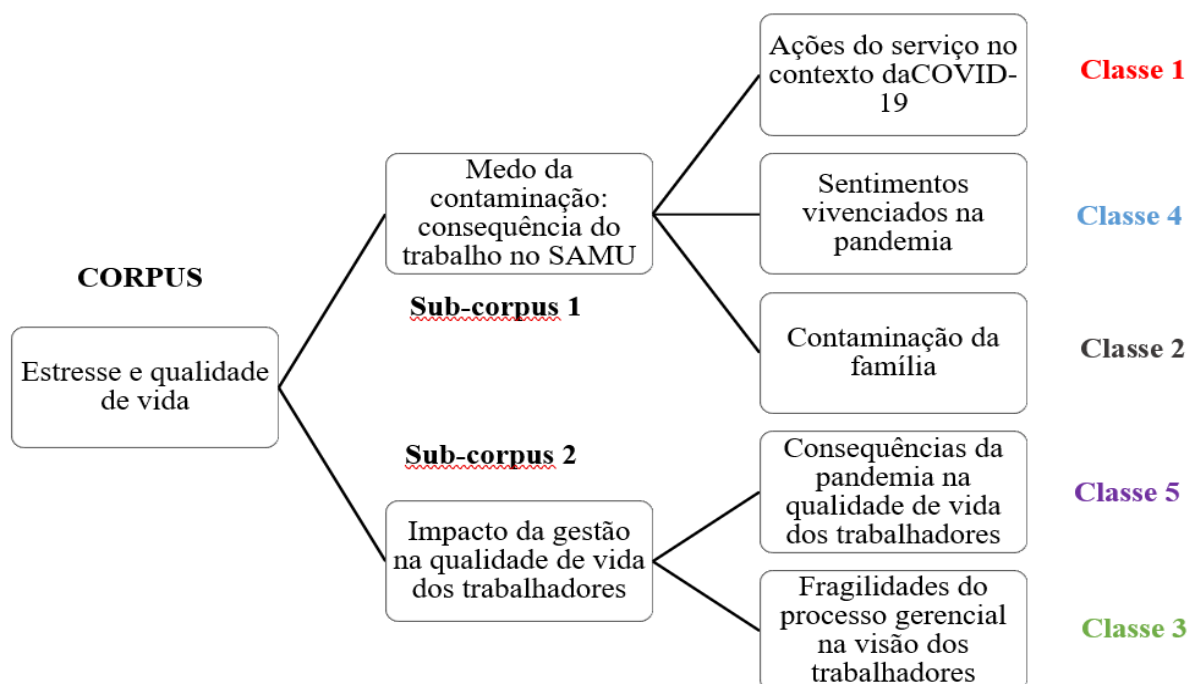 CORPUS
Estresse e qualidade
de vida
Medo da
contaminação:
consequência do
trabalho no SAMU
Sub-corpus 1
Sub-corpus 2
Impacto da gestão
na qualidade de vida
dos trabalhadores
Ações do serviço no
contexto daCOVID-
19
Classe 1
Sentimentos
vivenciados na
pandemia
Classe 4
Contaminação da
família
Classe 2
Consequências da
pandemia na
qualidade de vida
dos trabalhadores
Classe 5
Fragilidades do
processo gerencial
na visão dos
trabalhadores
Classe 3